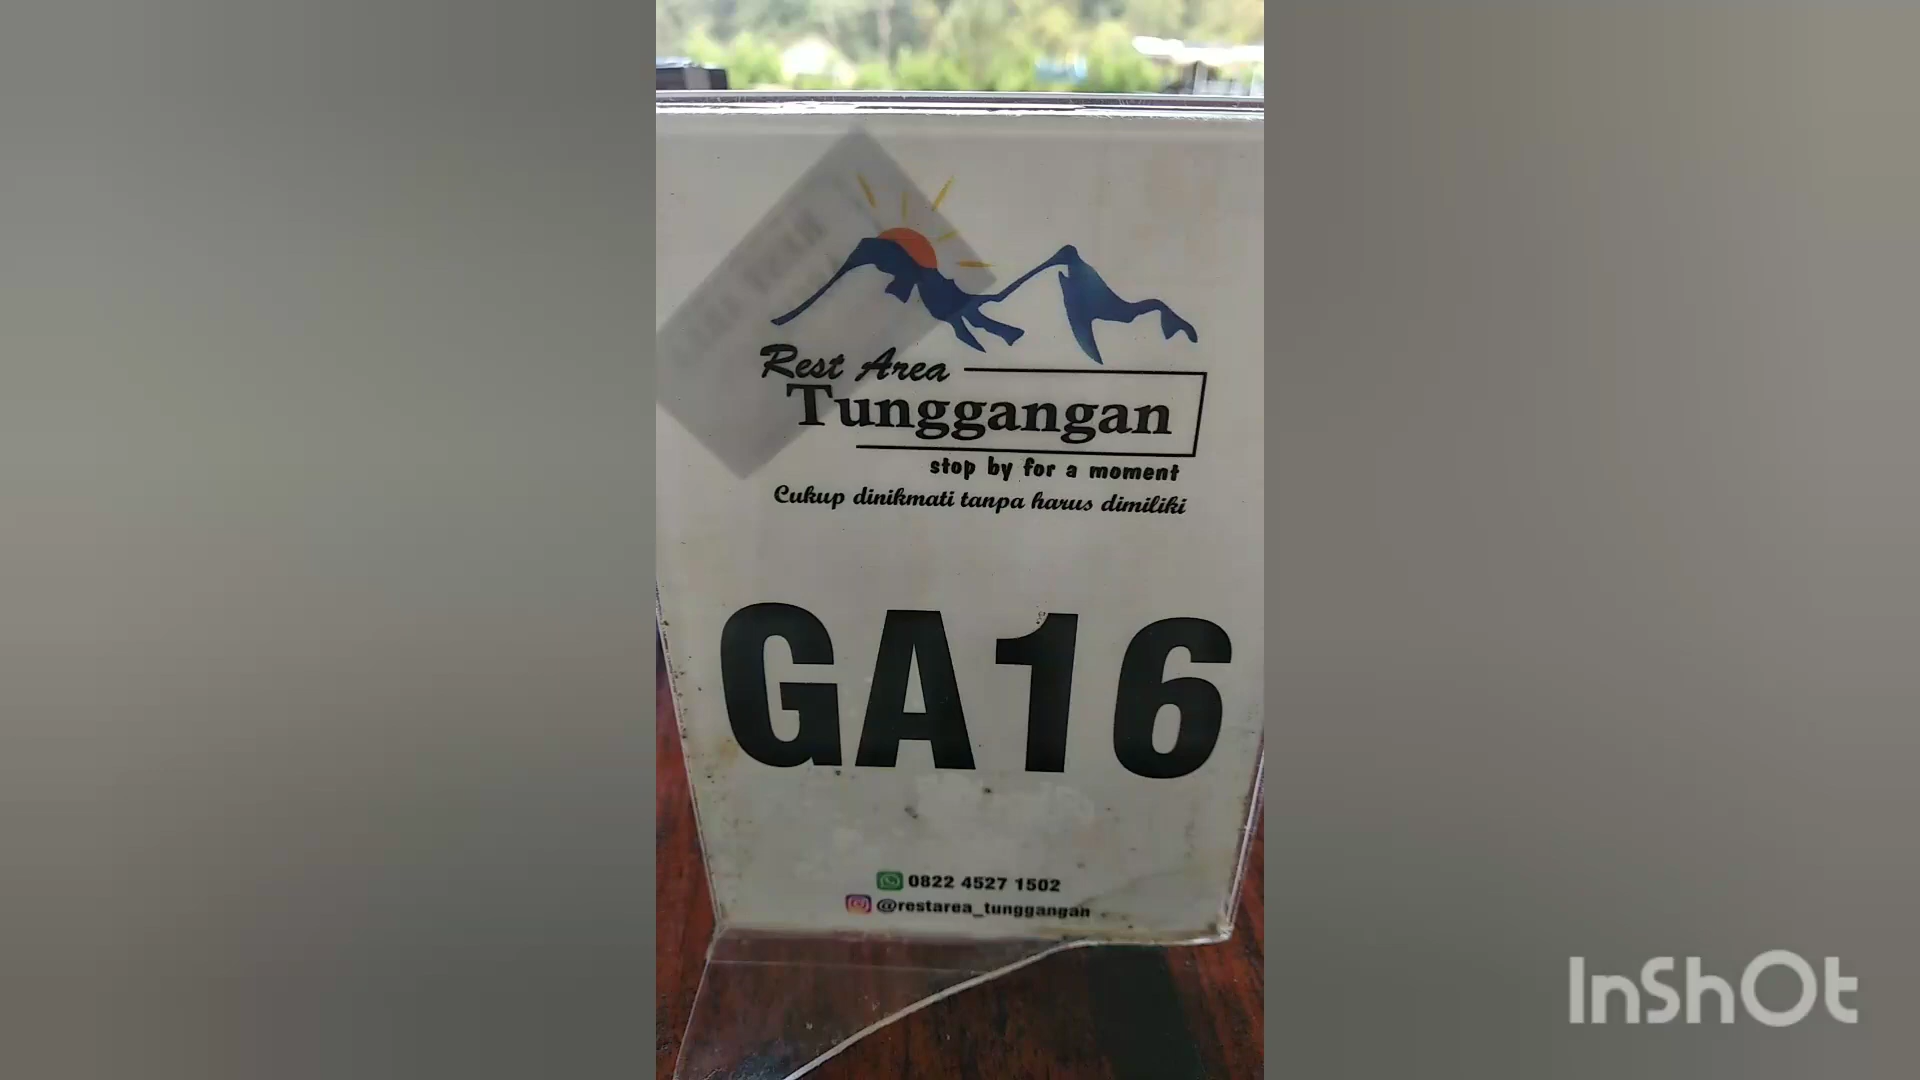 Rest Area
Tunggangan
stop by for a moment
Cukup dinikmati tanpa harus dimiliki
GA16
0822 4527 1502
@restarea_tunggangan
InShOt